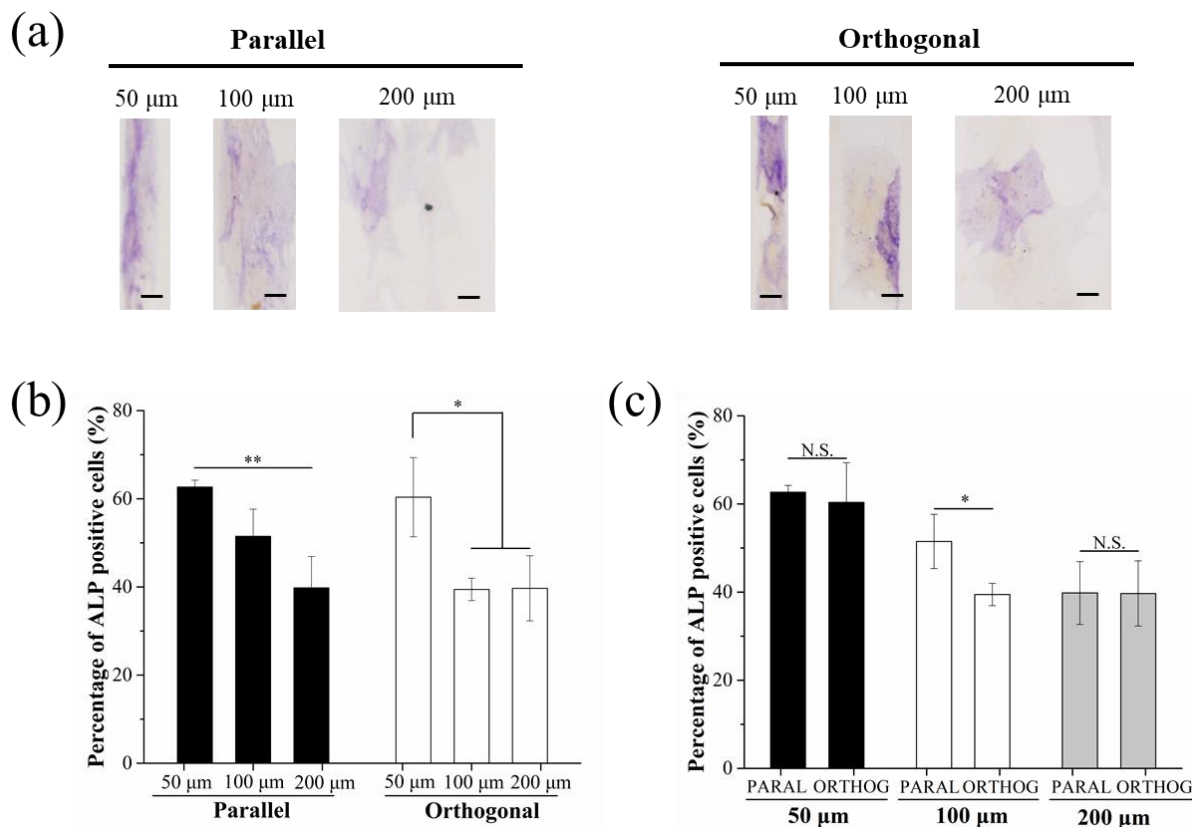 (a)
Parallel
50 μm 100 μm 200 μm
Orthogonal
50 μm 100 μm 200 μm
(b)
Percentage of ALP positive cells (%)
80
60
40
20
0
**
*
50 μm 100 μm 200 μm
Parallel
50 μm 100 μm 200 μm
Orthogonal
(c)
Percentage of ALP positive cells (%)
80
60
40
20
0
N.S.
*
N.S.
PARAL ORTHOG PARAL ORTHOG PARAL ORTHOG
50 μm 100 μm 200 μm